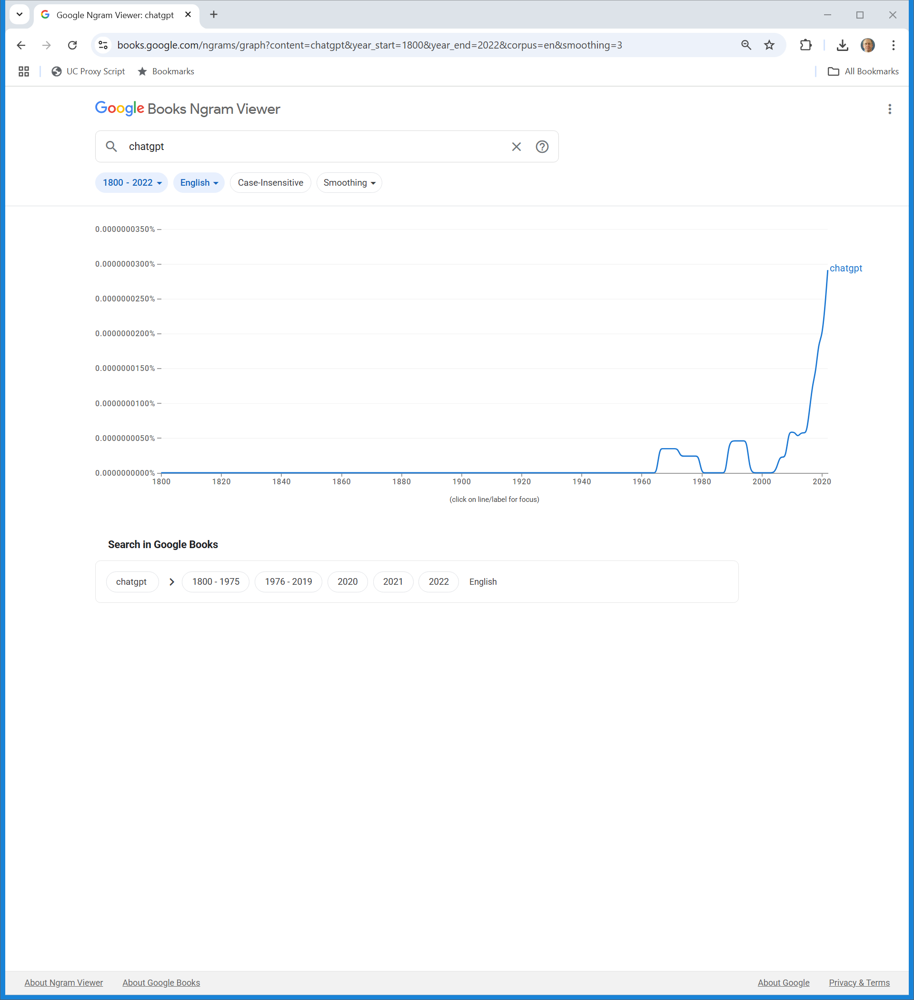 Google Ngram Viewer: chatgpt
books.google.com/ngrams/graph?content=chatgpt&year_start=1800&year_end=2022&corpus=en&smoothing=3
UC Proxy Script Bookmarks All Bookmarks
Google Books Ngram Viewer
chatgpt
1800 - 2022 English Case-Insensitive Smoothing
0.0000000350%
0.0000000300%
chatgpt
0.0000000250%
0.0000000200%
0.0000000150%
0.0000000100%
0.0000000050%
0.0000000000%
1800 1820 1840 1860 1880 1900 1920 1940 1960 1980 2000 2020
(click on line/label for focus)
Search in Google Books
chatgpt 1800 - 1975 1976 - 2019 2020 2021 2022 English
About Ngram Viewer About Google Books About Google Privacy & Terms